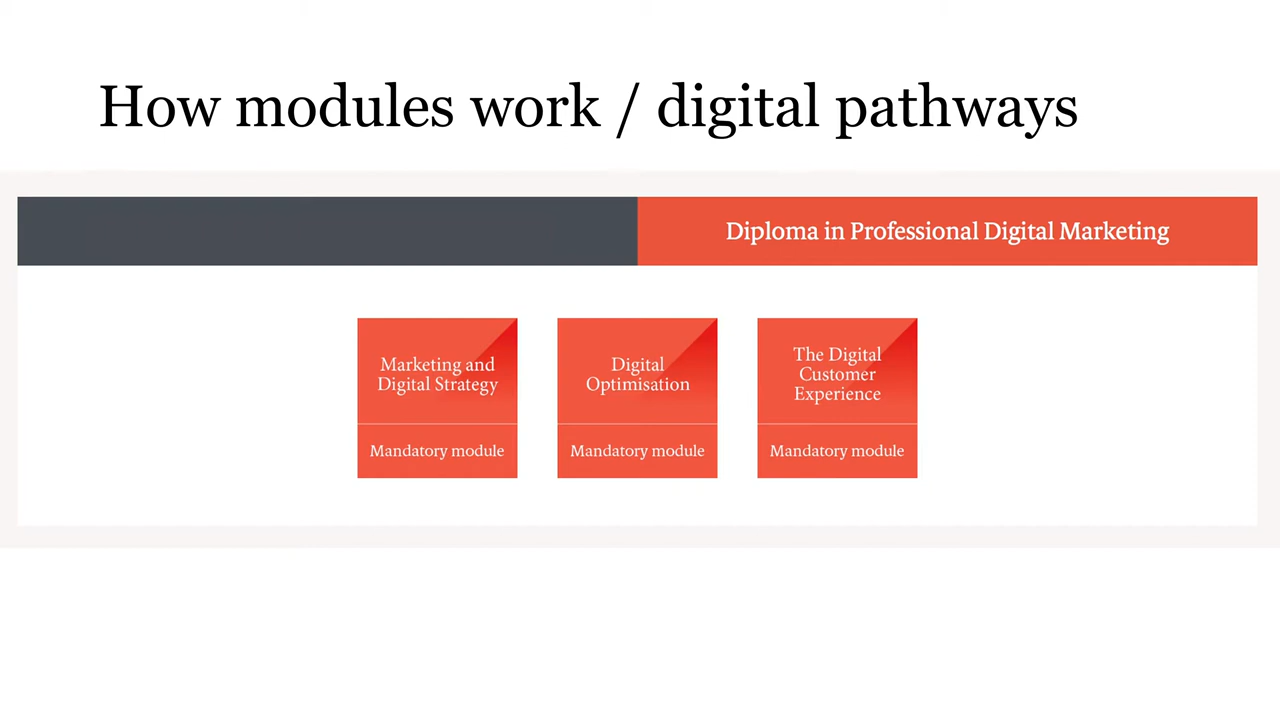 How modules work / digital pathways
Diploma in Professional Digital Marketing
Marketing and
Digital Strategy
Mandatory module
Digital
Optimisation
Mandatory module
The Digital
Customer
Experience
Mandatory module